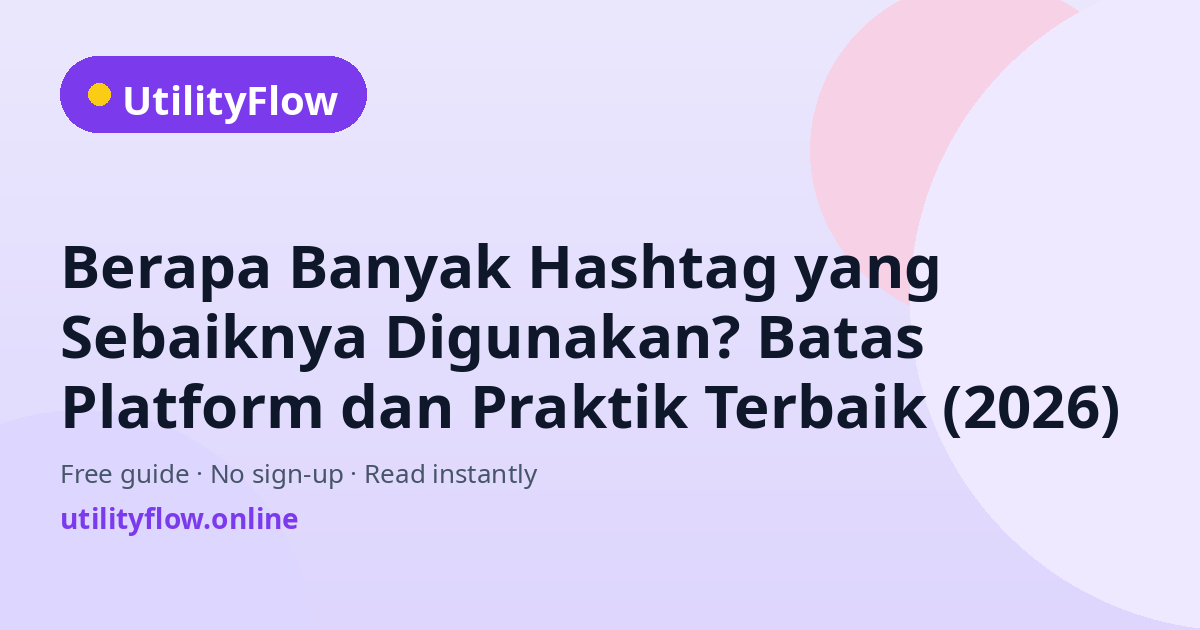 UtilityFlow
Berapa Banyak Hashtag yang
Sebaiknya Digunakan? Batas
Platform dan Praktik Terbaik (2026)
Free guide · No sign-up · Read instantly
utilityflow.online